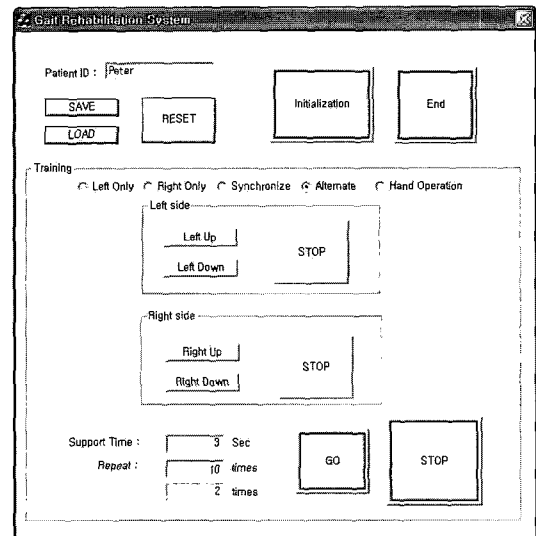 Gait Rehabilitation System
Patient ID : Peter
SAVE
LOAD
RESET
Initialization
End
Training
Left Only Right Only Synchronize Alternate Hand Operation
Left side
Left Up
Left Down
STOP
Right side
Right Up
Right Down
STOP
Support Time : 3 Sec
Repeat : 10 times
2 times
GO
STOP